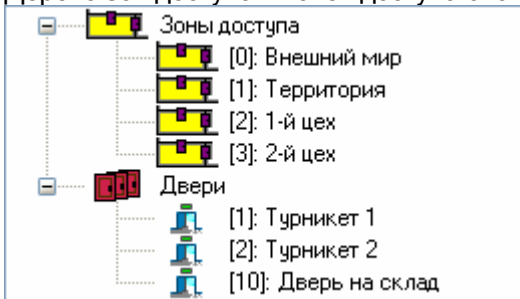 Зоны доступа
[0]: Внешний мир
[1]: Территория
[2]: 1-й цех
[3]: 2-й цех
Двери
[1]: Турникет 1
[2]: Турникет 2
[10]: Дверь на склад